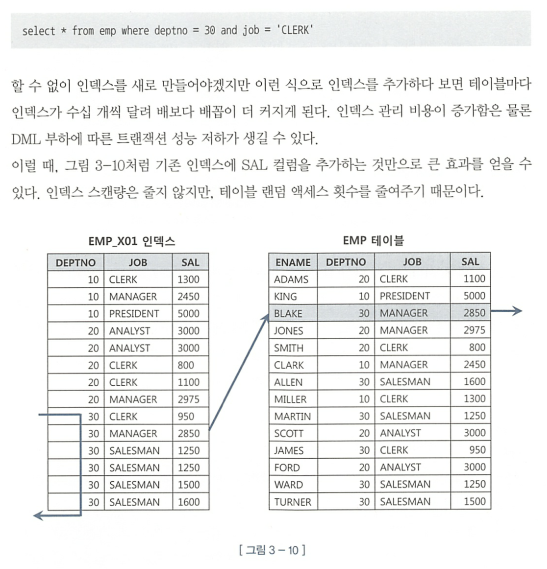 select * from emp where deptno = 30 and job = 'CLERK'
할 수 없이 인덱스를 새로 만들어야겠지만 이런 식으로 인덱스를 추가하다 보면 테이블마다
인덱스가 수십 개씩 달려 배보다 배꼽이 더 커지게 된다. 인덱스 관리 비용이 증가함은 물론
DML 부하에 따른 트랜잭션 성능 저하가 생길 수 있다.
이럴 때, 그림 3-10처럼 기존 인덱스에 SAL 컬럼을 추가하는 것만으로 큰 효과를 얻을 수
있다. 인덱스 스캔량은 줄지 않지만, 테이블 랜덤 액세스 횟수를 줄여주기 때문이다.
EMP_X01 인덱스
DEPTNO JOB SAL
10 CLERK 1300
10 MANAGER 2450
10 PRESIDENT 5000
20 ANALYST 3000
20 ANALYST 3000
20 CLERK 800
20 CLERK 1100
20 MANAGER 2975
30 CLERK 950
30 MANAGER 2850
30 SALESMAN 1250
30 SALESMAN 1250
30 SALESMAN 1500
30 SALESMAN 1600
EMP 테이블
ENAME DEPTNO JOB SAL
ADAMS 20 CLERK 1100
KING 10 PRESIDENT 5000
BLAKE 30 MANAGER 2850
JONES 20 MANAGER 2975
SMITH 20 CLERK 800
CLARK 10 MANAGER 2450
ALLEN 30 SALESMAN 1600
MILLER 10 CLERK 1300
MARTIN 30 SALESMAN 1250
SCOTT 20 ANALYST 3000
JAMES 30 CLERK 950
FORD 20 ANALYST 3000
WARD 30 SALESMAN 1250
TURNER 30 SALESMAN 1500
[ 그림 3 – 10 ]